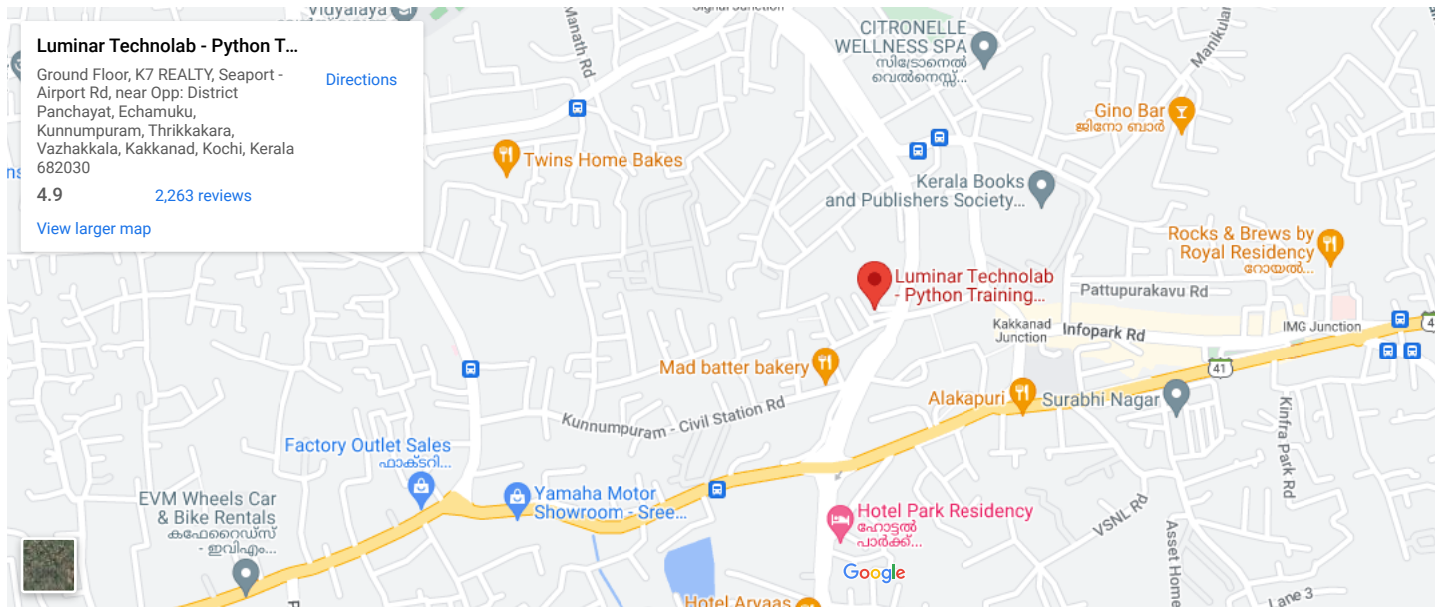 Vidyalaya
Signal Junction
Luminar Technolab - Python T...
Ground Floor, K7 REALTY, Seaport -
Airport Rd, near Opp: District
Panchayat, Echamuku,
Kunnumpuram, Thrikkakara,
Vazhakkala, Kakkanad, Kochi, Kerala
682030
Directions
4.9
2,263 reviews
View larger map
Manath Rd
CITRONELLE
WELLNESS SPA
സിട്രോനെൽ
വെൽനെസ്സ്...
Manikulan
Gino Bar
ജിനോ ബാർ
Twins Home Bakes
Kerala Books
and Publishers Society...
Rocks & Brews by
Royal Residency
റോയൽ...
Luminar Technolab
- Python Training...
Pattupurakavu Rd
Kakkanad
Junction
Infopark Rd
IMG Junction
41
Mad batter bakery
Alakapuri
Surabhi Nagar
Kunnumpuram - Civil Station Rd
Kinfra Park Rd
Factory Outlet Sales
ഫാക്ടറി...
EVM Wheels Car
& Bike Rentals
കഫേറൈഡ്സ്
- ഇവിഎം...
Yamaha Motor
Showroom - Sree...
Hotel Park Residency
ഹോട്ടൽ
പാർക്ക്...
VSNL Rd
Asset Home
Google
Hotel Aryaas
Lane 3